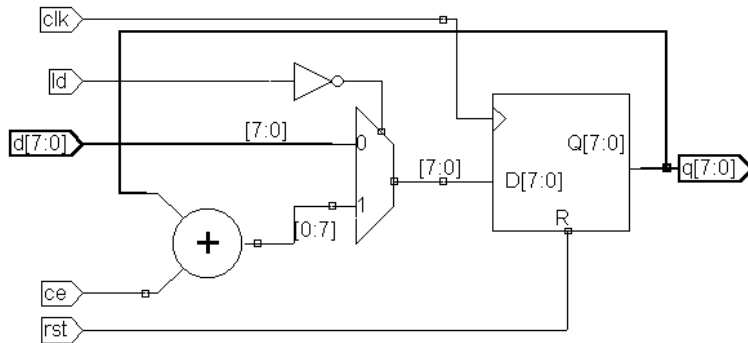 clk
ld
[7:0]
d[7:0]
0
[7:0]
Q[7:0]
q[7:0]
D[7:0]
1
[0:7]
R
+
ce
rst